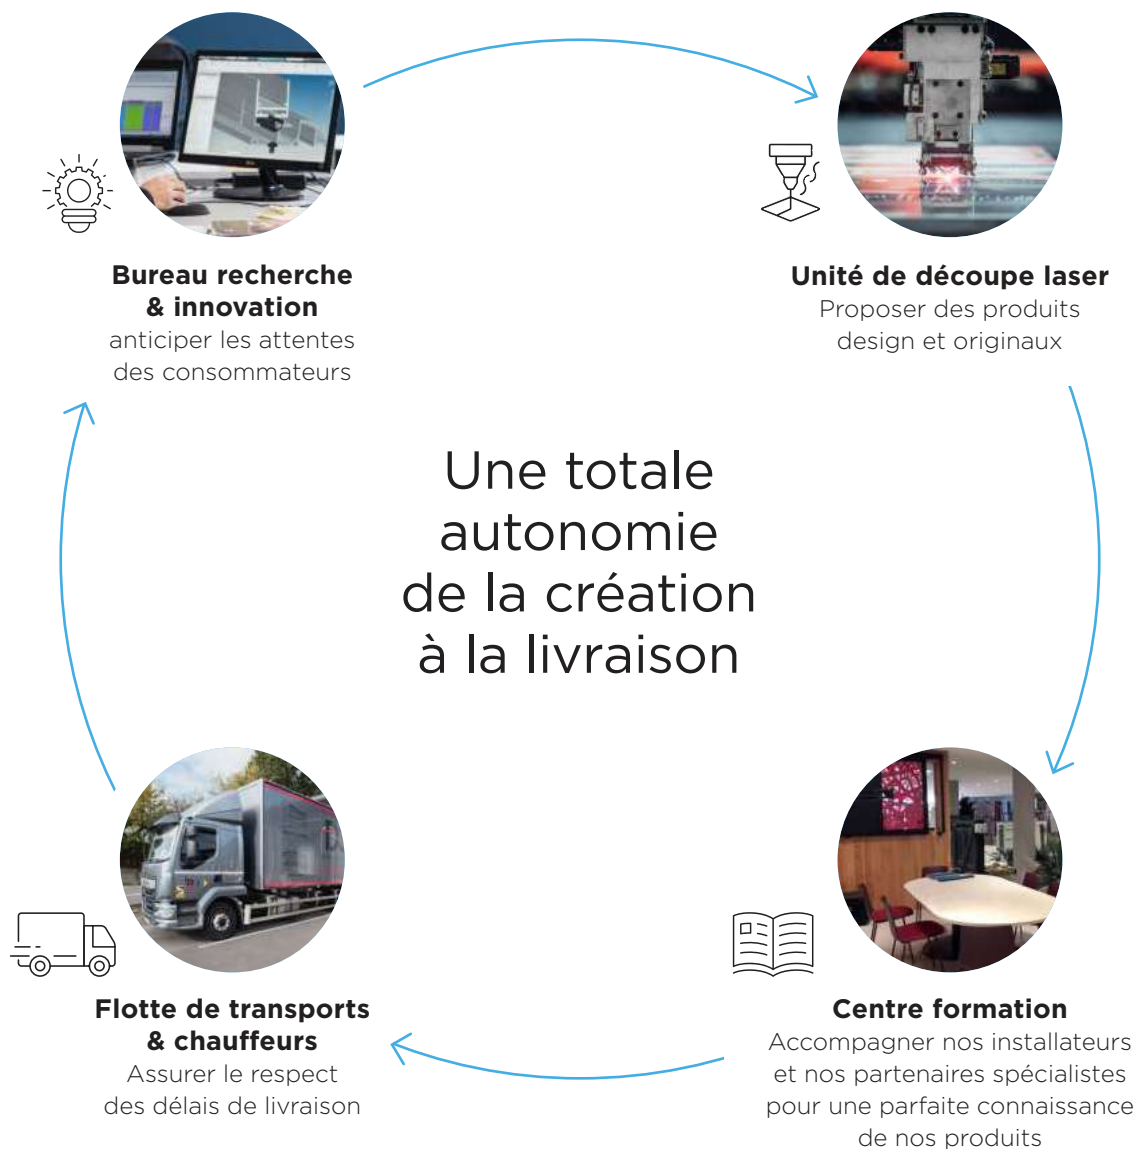 Bureau recherche
& innovation
anticiper les attentes
des consommateurs
Unité de découpe laser
Proposer des produits
design et originaux
Une totale
autonomie
de la création
à la livraison
Flotte de transports
& chauffeurs
Assurer le respect
des délais de livraison
Centre formation
Accompagner nos installateurs
et nos partenaires spécialistes
pour une parfaite connaissance
de nos produits